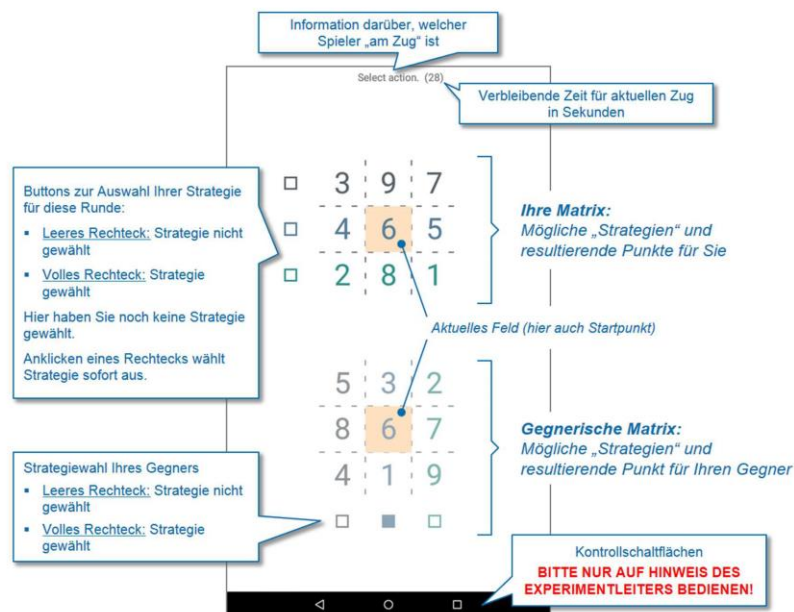 Information darüber, welcher
Spieler „am Zug“ ist
Select action. (28)
Verbleibende Zeit für aktuellen Zug
in Sekunden
Buttons zur Auswahl Ihrer Strategie
für diese Runde:
▪ Leeres Rechteck: Strategie nicht
gewählt
▪ Volles Rechteck: Strategie
gewählt
Hier haben Sie noch keine Strategie
gewählt.
Anklicken eines Rechtecks wählt
Strategie sofort aus.
3 9 7
4 6 5
2 8 1
Ihre Matrix:
Mögliche „Strategien“ und
resultierende Punkte für Sie
Aktuelles Feld (hier auch Startpunkt)
5 3 2
8 6 7
4 1 9
Gegnerische Matrix:
Mögliche „Strategien“ und
resultierende Punkt für Ihren Gegner
Strategiewahl Ihres Gegners
▪ Leeres Rechteck: Strategie nicht
gewählt
▪ Volles Rechteck: Strategie
gewählt
Kontrollschaltflächen
BITTE NUR AUF HINWEIS DES
EXPERIMENTLEITERS BEDIENEN!